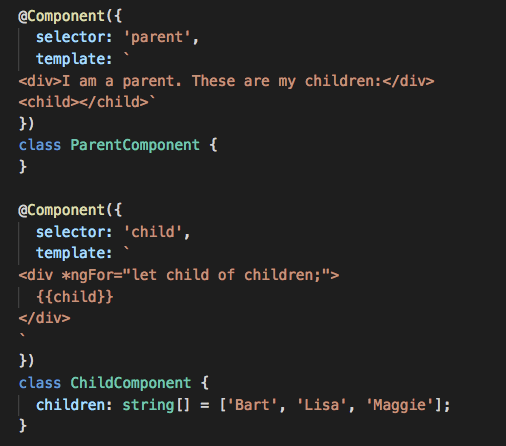 @Component({
  selector: 'parent',
  template: `
<div>I am a parent. These are my children:</div>
<child></child>`
})
class ParentComponent {
}
@Component({
  selector: 'child',
  template: `
<div *ngFor="let child of children;">
  {{child}}
</div>
`
})
class ChildComponent {
  children: string[] = ['Bart', 'Lisa', 'Maggie'];
}